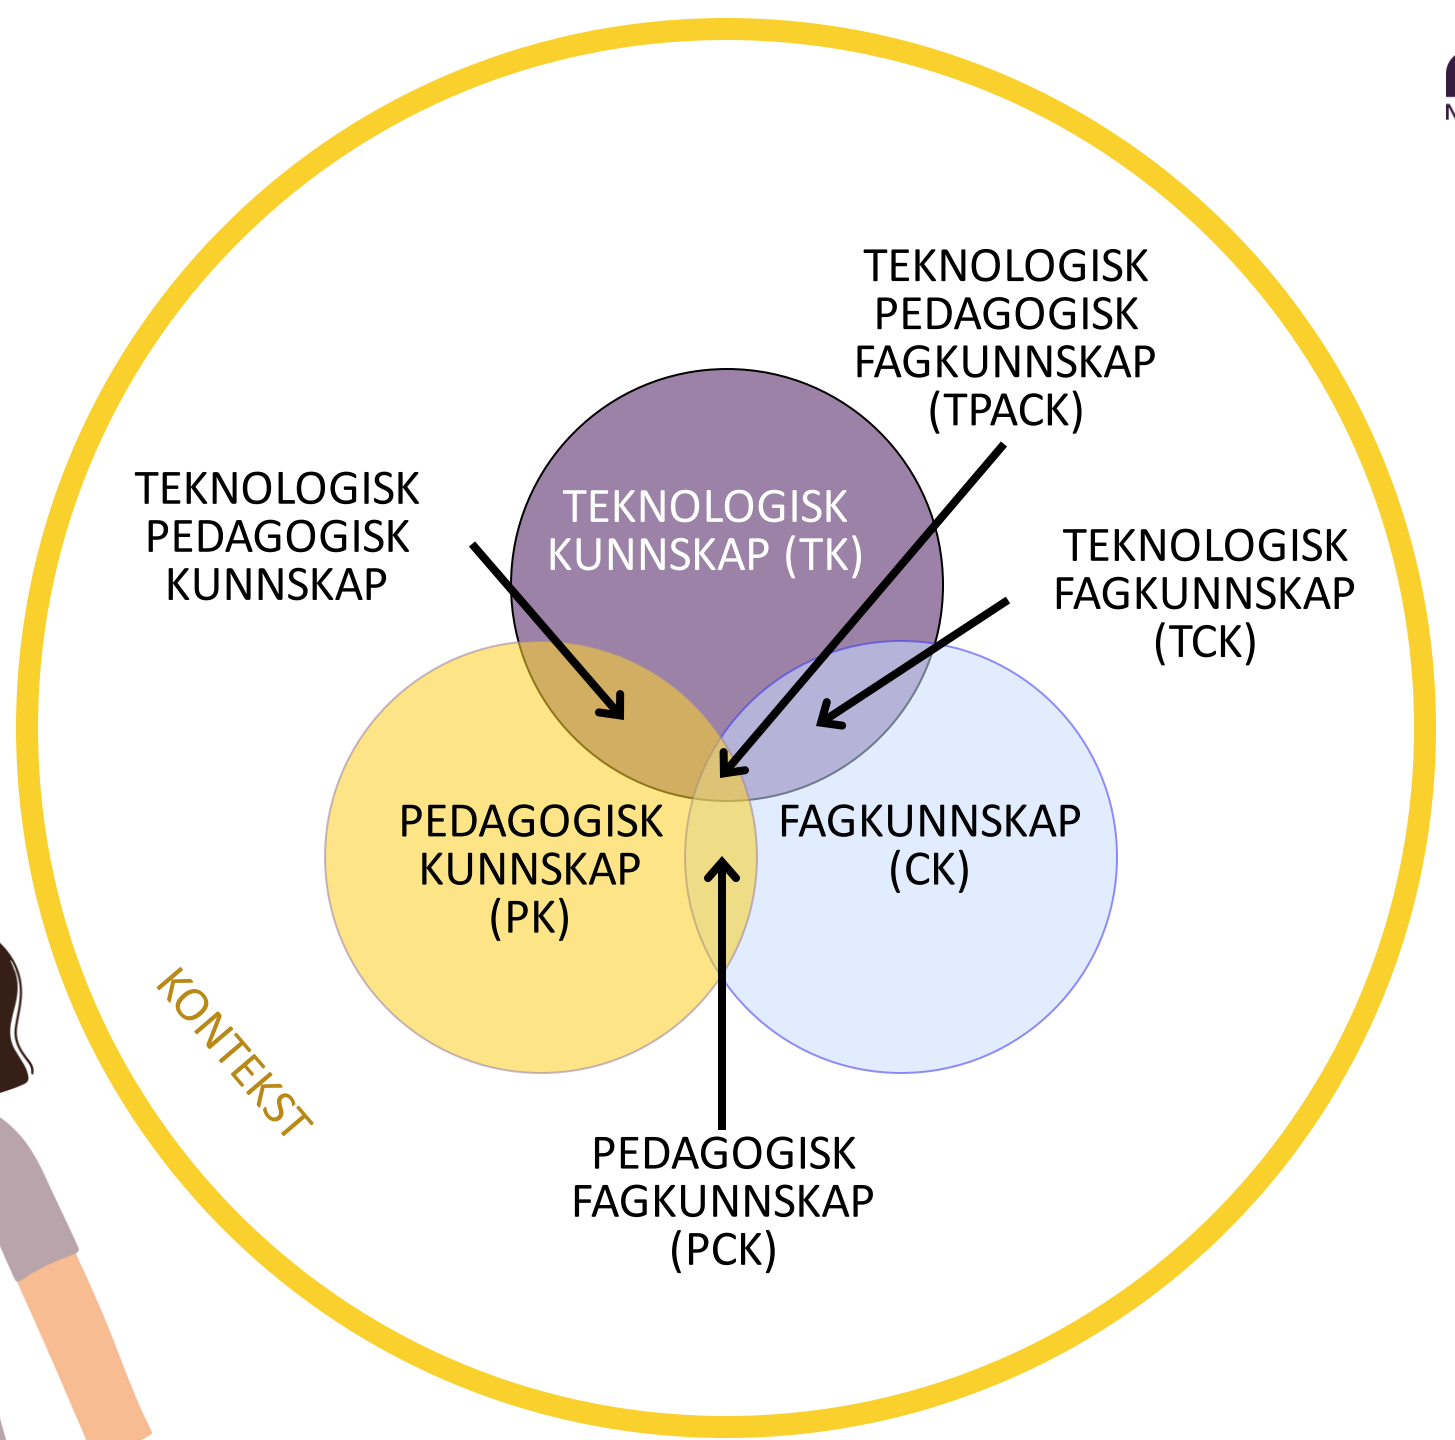 TEKNOLOGISK
PEDAGOGISK
FAGKUNNSKAP
(TPACK)
TEKNOLOGISK
PEDAGOGISK
KUNNSKAP
TEKNOLOGISK
KUNNSKAP (TK)
TEKNOLOGISK
FAGKUNNSKAP
(TCK)
PEDAGOGISK
KUNNSKAP
(PK)
FAGKUNNSKAP
(CK)
KONTEKST
PEDAGOGISK
FAGKUNNSKAP
(PCK)